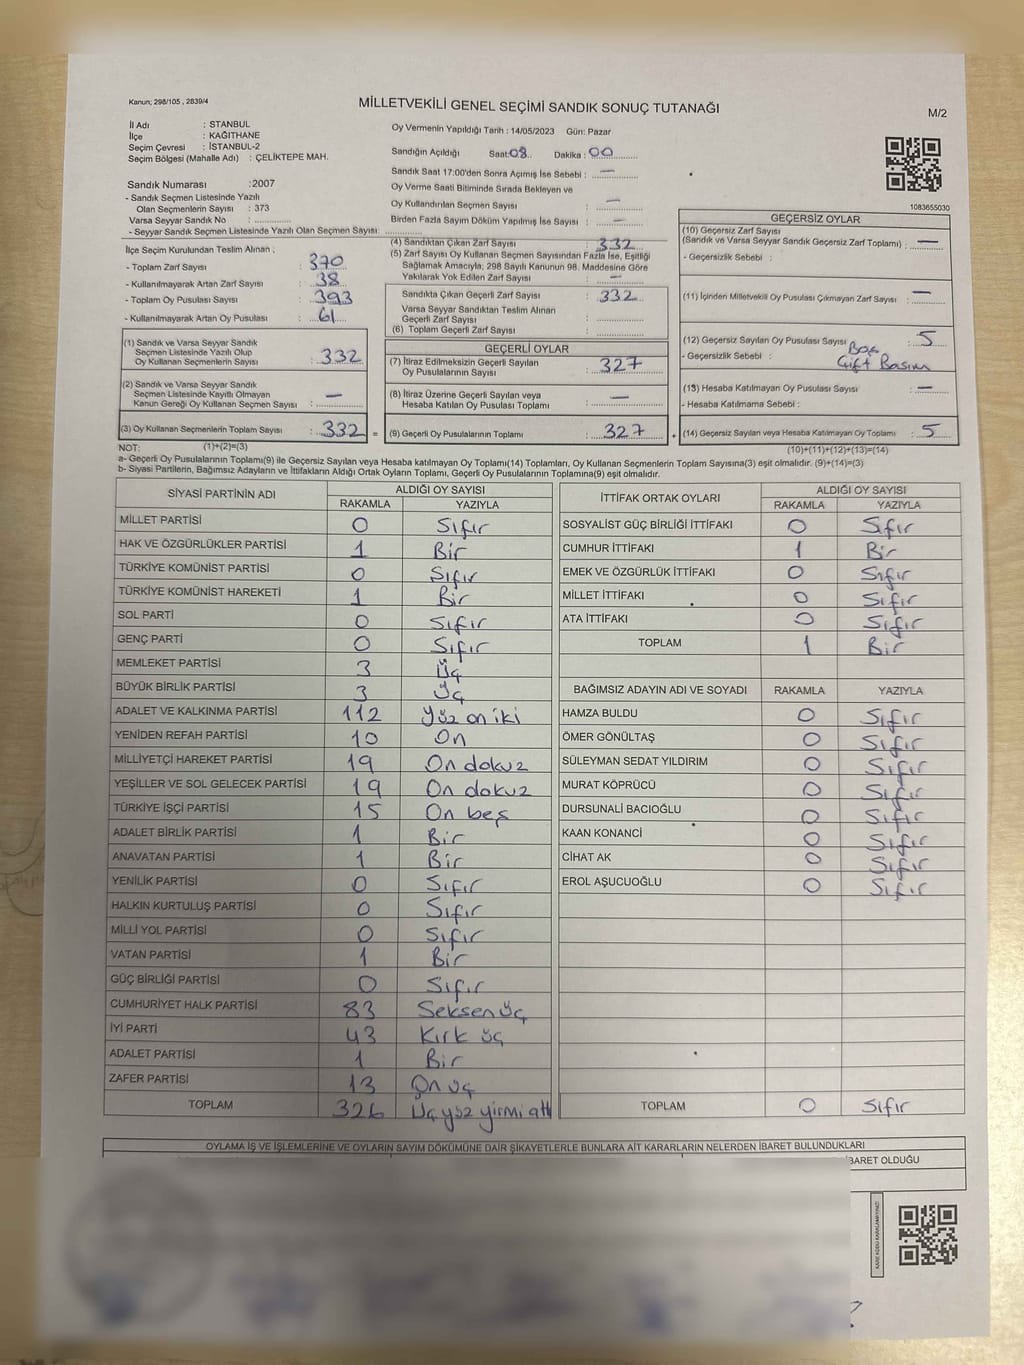 Kanun; 298/105 , 2839/4
MİLLETVEKİLİ GENEL SEÇİMİ SANDIK SONUÇ TUTANAĞI
M/2
İl Adı : STANBUL
İlçe : KAĞITHANE
Seçim Çevresi : İSTANBUL-2
Seçim Bölgesi (Mahalle Adı) : ÇELİKTEPE MAH.
Oy Vermenin Yapıldığı Tarih : 14/05/2023 Gün: Pazar
Sandığın Açıldığı Saat: 08 Dakika : 00
Sandık Saat 17:00'den Sonra Açımış İse Sebebi : —
Oy Verme Saati Bitiminde Sırada Bekleyen ve
Oy Kullandırılan Seçmen Sayısı : —
Birden Fazla Sayım Döküm Yapılmış İse Sayısı : —
Sandık Numarası :2007
- Sandık Seçmen Listesinde Yazılı
Olan Seçmenlerin Sayısı : 373
Varsa Seyyar Sandık No :
- Seyyar Sandık Seçmen Listesinde Yazılı Olan Seçmen Sayısı:
1083655030
İlçe Seçim Kurulundan Teslim Alınan ;
- Toplam Zarf Sayısı : 370
- Kullanılmayarak Artan Zarf Sayısı : 38
- Toplam Oy Pusulası Sayısı : 393
- Kullanılmayarak Artan Oy Pusulası : 61
(1) Sandık ve Varsa Seyyar Sandık
Seçmen Listesinde Yazılı Olup
Oy Kullanan Seçmenlerin Sayısı : 332
(2) Sandık ve Varsa Seyyar Sandık
Seçmen Listesinde Kayıtlı Olmayan
Kanun Gereği Oy Kullanan Seçmen Sayısı : —
(3) Oy Kullanan Seçmenlerin Toplam Sayısı : 332 =
(4) Sandıktan Çıkan Zarf Sayısı : 332
(5) Zarf Sayısı Oy Kullanan Seçmen Sayısından Fazla İse, Eşitliği
Sağlamak Amacıyla; 298 Sayılı Kanunun 98. Maddesine Göre
Yakılarak Yok Edilen Zarf Sayısı : —
Sandıkta Çıkan Geçerli Zarf Sayısı : 332
Varsa Seyyar Sandıktan Teslim Alınan
Geçerli Zarf Sayısı :
(6) Toplam Geçerli Zarf Sayısı :
GEÇERLİ OYLAR
(7) İtiraz Edilmeksizin Geçerli Sayılan
Oy Pusulalarının Sayısı : 327
(8) İtiraz Üzerine Geçerli Sayılan veya
Hesaba Katılan Oy Pusulası Toplamı : —
(9) Geçerli Oy Pusulalarının Toplamı : 327
GEÇERSİZ OYLAR
(10) Geçersiz Zarf Sayısı
(Sandık ve Varsa Seyyar Sandık Geçersiz Zarf Toplamı) : —
- Geçersizlik Sebebi :
(11) İçinden Milletvekili Oy Pusulası Çıkmayan Zarf Sayısı : —
(12) Geçersiz Sayılan Oy Pusulası Sayısı : 5
- Geçersizlik Sebebi : Boş Çift Basım
(13) Hesaba Katılmayan Oy Pusulası Sayısı : —
- Hesaba Katılmama Sebebi :
(14) Geçersiz Sayılan veya Hesaba Katılmayan Oy Toplamı : 5
NOT: (1)+(2)=(3)
(10)+(11)+(12)+(13)=(14)
a- Geçerli Oy Pusulalarının Toplamı(9) ile Geçersiz Sayılan veya Hesaba katılmayan Oy Toplamı(14) Toplamları, Oy Kullanan Seçmenlerin Toplam Sayısına(3) eşit olmalıdır. (9)+(14)=(3)
b- Siyasi Partilerin, Bağımsız Adayların ve İttifakların Aldığı Oy Ortak Oyların Toplamı, Geçerli Oy Pusulalarının Toplamına(9) eşit olmalıdır.
SİYASİ PARTİNİN ADI ALDIĞI OY SAYISI
RAKAMLA YAZIYLA
MİLLET PARTİSİ 0 Sıfır
HAK VE ÖZGÜRLÜKLER PARTİSİ 1 Bir
TÜRKİYE KOMÜNİST PARTİSİ 0 Sıfır
TÜRKİYE KOMÜNİST HAREKETİ 1 Bir
SOL PARTİ 0 Sıfır
GENÇ PARTİ 0 Sıfır
MEMLEKET PARTİSİ 3 Üç
BÜYÜK BİRLİK PARTİSİ 3 Üç
ADALET VE KALKINMA PARTİSİ 112 Yüz on iki
YENİDEN REFAH PARTİSİ 10 On
MİLLİYETÇİ HAREKET PARTİSİ 19 On dokuz
YEŞİLLER VE SOL GELECEK PARTİSİ 19 On dokuz
TÜRKİYE İŞÇİ PARTİSİ 15 On beş
ADALET BİRLİK PARTİSİ 1 Bir
ANAVATAN PARTİSİ 1 Bir
YENİLİK PARTİSİ 0 Sıfır
HALKIN KURTULUŞ PARTİSİ 0 Sıfır
MİLLİ YOL PARTİSİ 0 Sıfır
VATAN PARTİSİ 1 Bir
GÜÇ BİRLİĞİ PARTİSİ 0 Sıfır
CUMHURİYET HALK PARTİSİ 83 Seksen üç
İYİ PARTİ 43 Kırk üç
ADALET PARTİSİ 1 Bir
ZAFER PARTİSİ 13 On üç
TOPLAM 326 Üç yüz yirmi altı
İTTİFAK ORTAK OYLARI ALDIĞI OY SAYISI
RAKAMLA YAZIYLA
SOSYALİST GÜÇ BİRLİĞİ İTTİFAKI 0 Sıfır
CUMHUR İTTİFAKI 1 Bir
EMEK VE ÖZGÜRLÜK İTTİFAKI 0 Sıfır
MİLLET İTTİFAKI 0 Sıfır
ATA İTTİFAKI 0 Sıfır
TOPLAM 1 Bir
BAĞIMSIZ ADAYIN ADI VE SOYADI RAKAMLA YAZIYLA
HAMZA BULDU 0 Sıfır
ÖMER GÖNÜLTAŞ 0 Sıfır
SÜLEYMAN SEDAT YILDIRIM 0 Sıfır
MURAT KÖPRÜCÜ 0 Sıfır
DURSUNALİ BACIOĞLU 0 Sıfır
KAAN KONANCİ 0 Sıfır
CİHAT AK 0 Sıfır
EROL AŞUCUOĞLU 0 Sıfır
TOPLAM 0 Sıfır
OYLAMA İŞ VE İŞLEMLERİNE VE OYLARIN SAYIM DÖKÜMÜNE DAİR ŞİKAYETLERLE BUNLARA AİT KARARLARIN NELERDEN İBARET BULUNDUKLARI
İBARET OLDUĞU